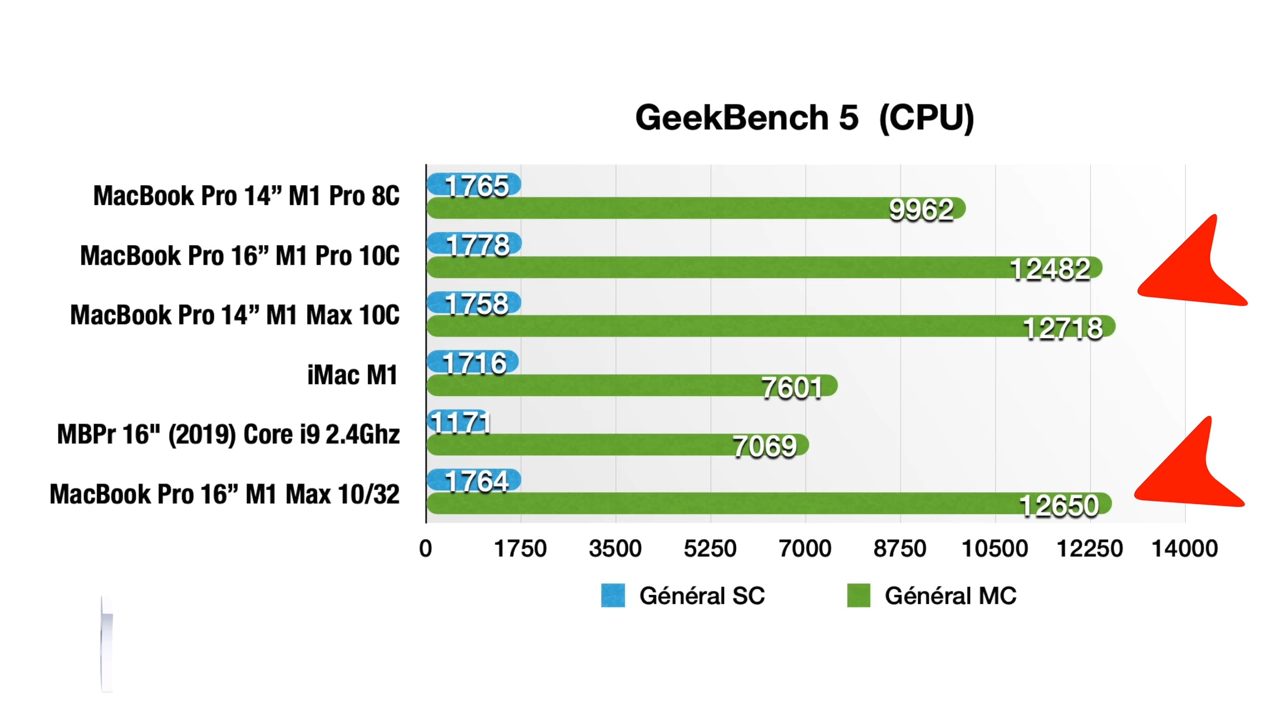 GeekBench 5 (CPU)
MacBook Pro 14” M1 Pro 8C
1765
9962
MacBook Pro 16” M1 Pro 10C
1778
12482
MacBook Pro 14” M1 Max 10C
1758
12718
iMac M1
1716
7601
MBPr 16" (2019) Core i9 2.4Ghz
1171
7069
MacBook Pro 16” M1 Max 10/32
1764
12650
0 1750 3500 5250 7000 8750 10500 12250 14000
Général SC Général MC